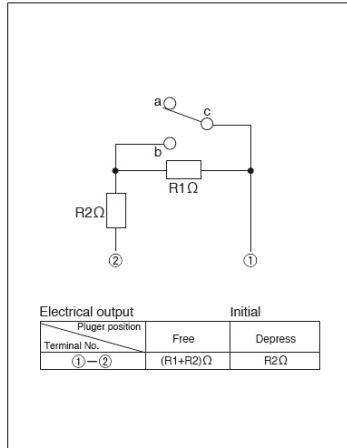 a
c
b
R1Ω
R2Ω
② ①
Electrical output Initial
Pluger position
Terminal No. Free Depress
①—② (R1+R2)Ω R2Ω